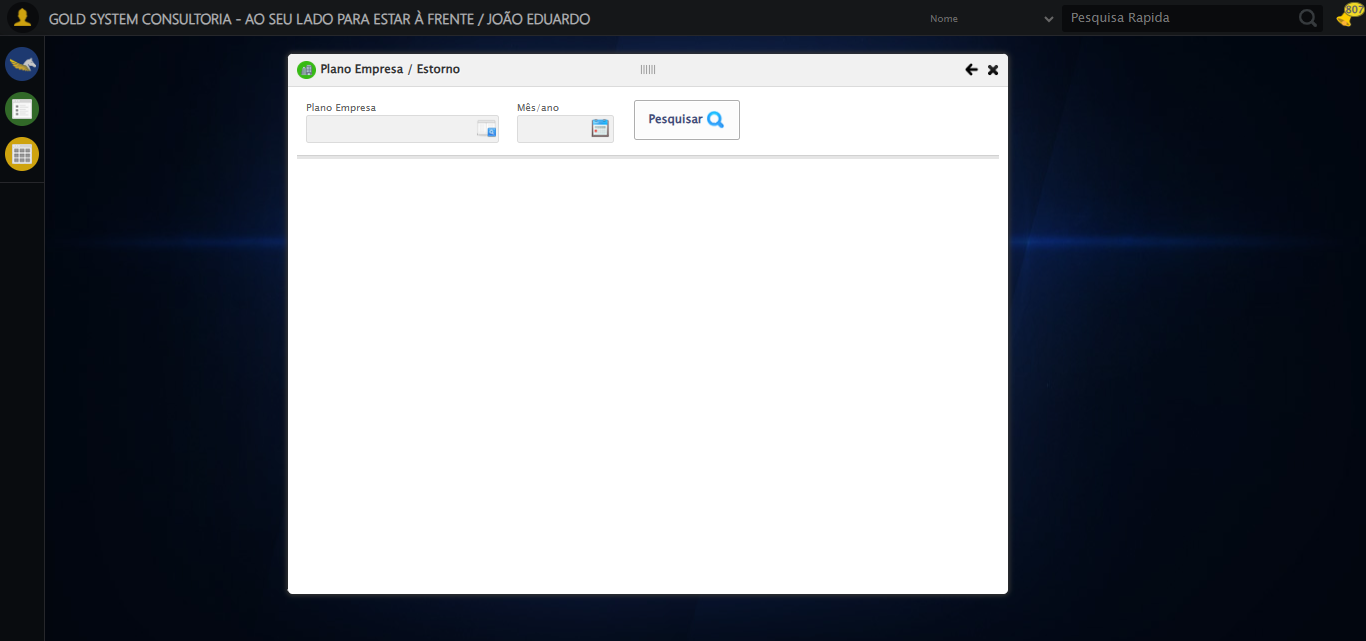 GOLD SYSTEM CONSULTORIA - AO SEU LADO PARA ESTAR À FRENTE / JOÃO EDUARDO
Nome
Pesquisa Rapida
807
Plano Empresa / Estorno
Plano Empresa
Mês/ano
Pesquisar